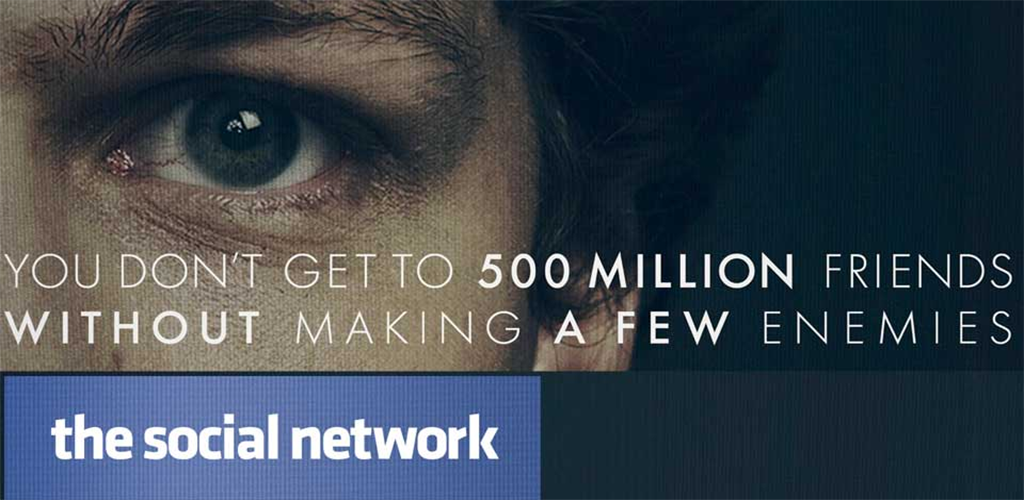 YOU DON'T GET TO 500 MILLION FRIENDS
WITHOUT MAKING A FEW ENEMIES
the social network